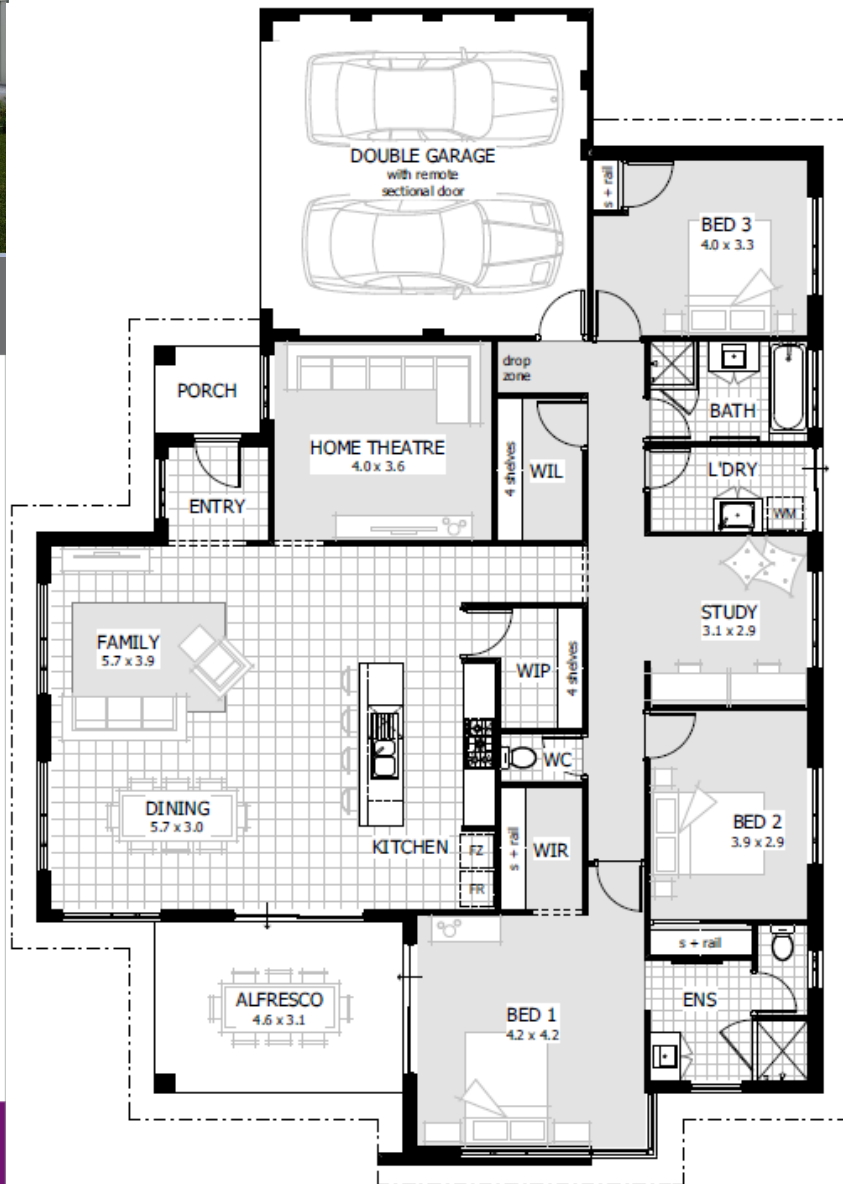 DOUBLE GARAGE
with remote
sectional door
s + rail
BED 3
4.0 x 3.3
drop
zone
PORCH
BATH
HOME THEATRE
4.0 x 3.6
4 shelves
WIL
L'DRY
WM
ENTRY
STUDY
3.1 x 2.9
FAMILY
5.7 x 3.9
WIP
4 shelves
WC
DINING
5.7 x 3.0
KITCHEN
FZ
FR
s + rail
WIR
BED 2
3.9 x 2.9
s + rail
ALFRESCO
4.6 x 3.1
ENS
BED 1
4.2 x 4.2